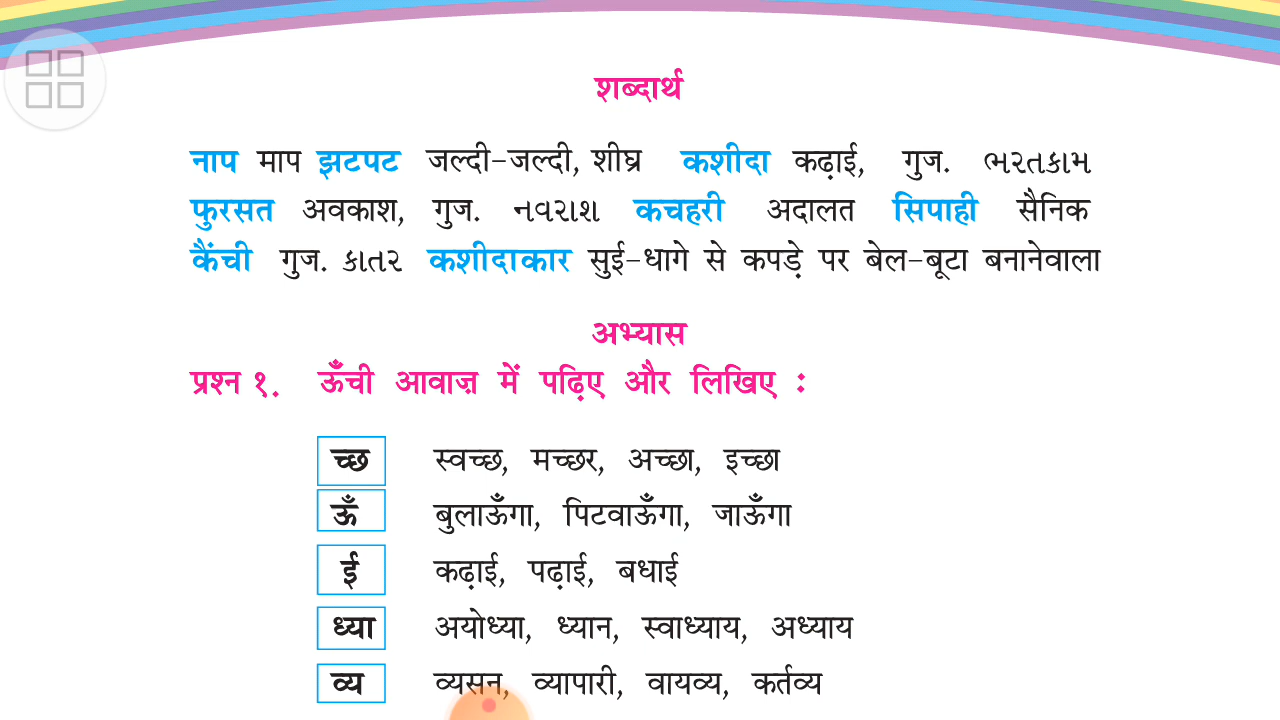 शब्दार्थ
नाप माप झटपट जल्दी-जल्दी, शीघ्र कशीदा कढ़ाई, गुज. ભરતકામ
फुरसत अवकाश, गुज. નવરાશ कचहरी अदालत सिपाही सैनिक
कैंची गुज. કાતર कशीदाकार सुई-धागे से कपड़े पर बेल-बूटा बनानेवाला
अभ्यास
प्रश्न १. ऊँची आवाज़ में पढ़िए और लिखिए :
च्छ स्वच्छ, मच्छर, अच्छा, इच्छा
ऊँ बुलाऊँगा, पिटवाऊँगा, जाऊँगा
ई कढ़ाई, पढ़ाई, बधाई
ध्या अयोध्या, ध्यान, स्वाध्याय, अध्याय
व्य व्यसन, व्यापारी, वायव्य, कर्तव्य